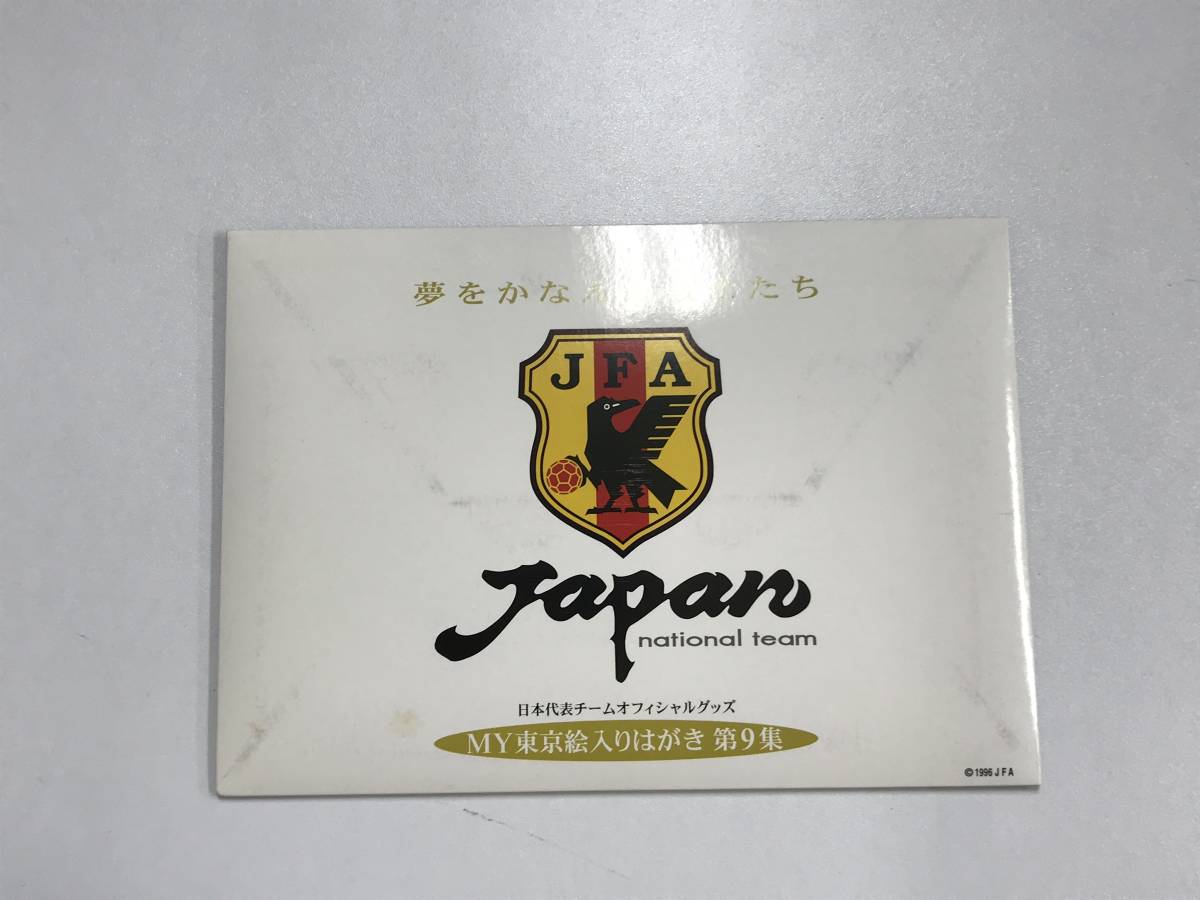 夢をかな たち
JFA
Japan
national team
日本代表チームオフィシャルグッズ
MY東京絵入りはがき 第9集
©1996 JFA